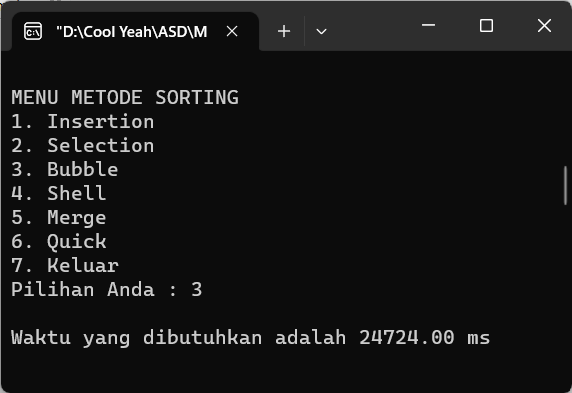 "D:\Cool Yeah\ASD\M
MENU METODE SORTING
1. Insertion
2. Selection
3. Bubble
4. Shell
5. Merge
6. Quick
7. Keluar
Pilihan Anda : 3
Waktu yang dibutuhkan adalah 24724.00 ms